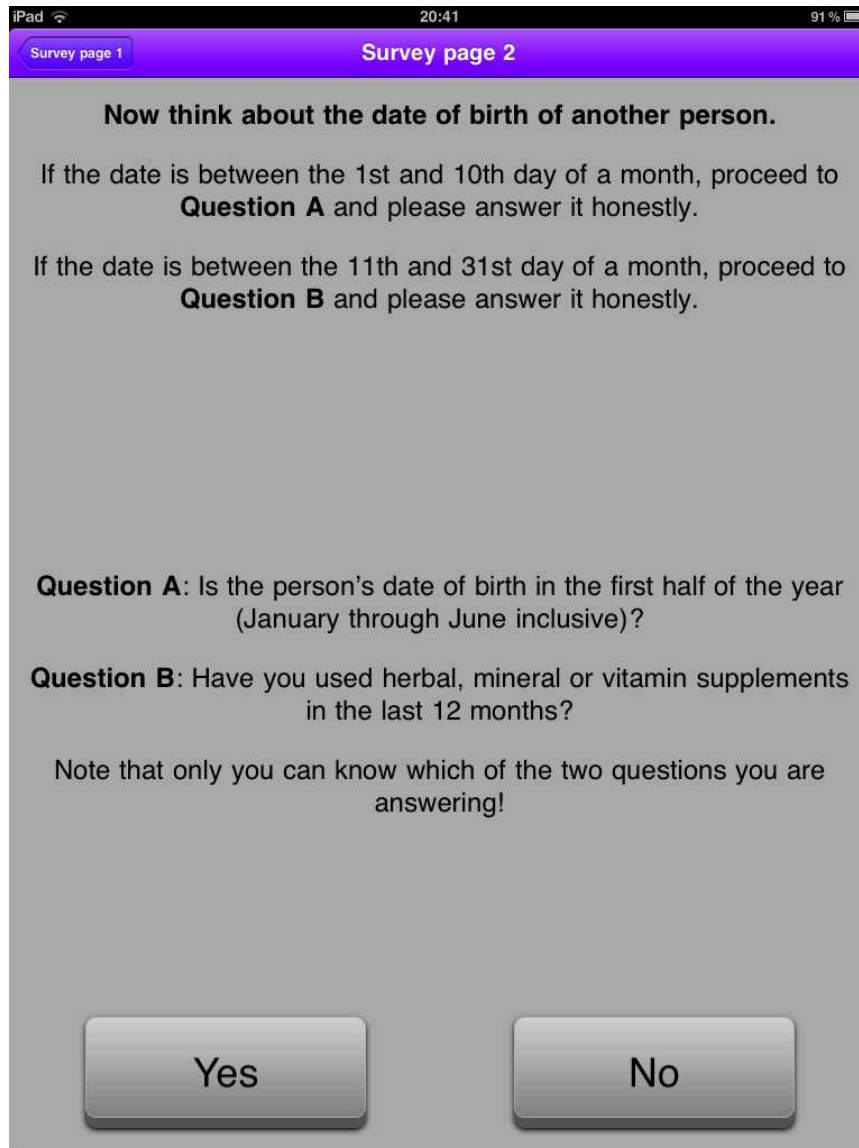 iPad 20:41 91 %
Survey page 1 Survey page 2
Now think about the date of birth of another person.
If the date is between the 1st and 10th day of a month, proceed to
Question A and please answer it honestly.
If the date is between the 11th and 31st day of a month, proceed to
Question B and please answer it honestly.
Question A: Is the person's date of birth in the first half of the year
(January through June inclusive)?
Question B: Have you used herbal, mineral or vitamin supplements
in the last 12 months?
Note that only you can know which of the two questions you are
answering!
Yes No